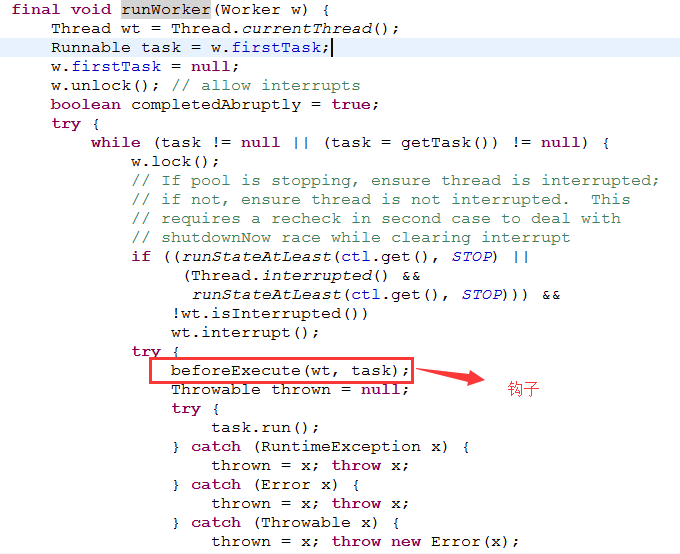 final void runWorker(Worker w) {
Thread wt = Thread.currentThread();
Runnable task = w.firstTask;
w.firstTask = null;
w.unlock(); // allow interrupts
boolean completedAbruptly = true;
try {
while (task != null || (task = getTask()) != null) {
w.lock();
// If pool is stopping, ensure thread is interrupted;
// if not, ensure thread is not interrupted.  This
// requires a recheck in second case to deal with
// shutdownNow race while clearing interrupt
if ((runStateAtLeast(ctl.get(), STOP) ||
(Thread.interrupted() &&
runStateAtLeast(ctl.get(), STOP))) &&
!wt.isInterrupted())
wt.interrupt();
try {
beforeExecute(wt, task);
钩子
Throwable thrown = null;
try {
task.run();
} catch (RuntimeException x) {
thrown = x; throw x;
} catch (Error x) {
thrown = x; throw x;
} catch (Throwable x) {
thrown = x; throw new Error(x);